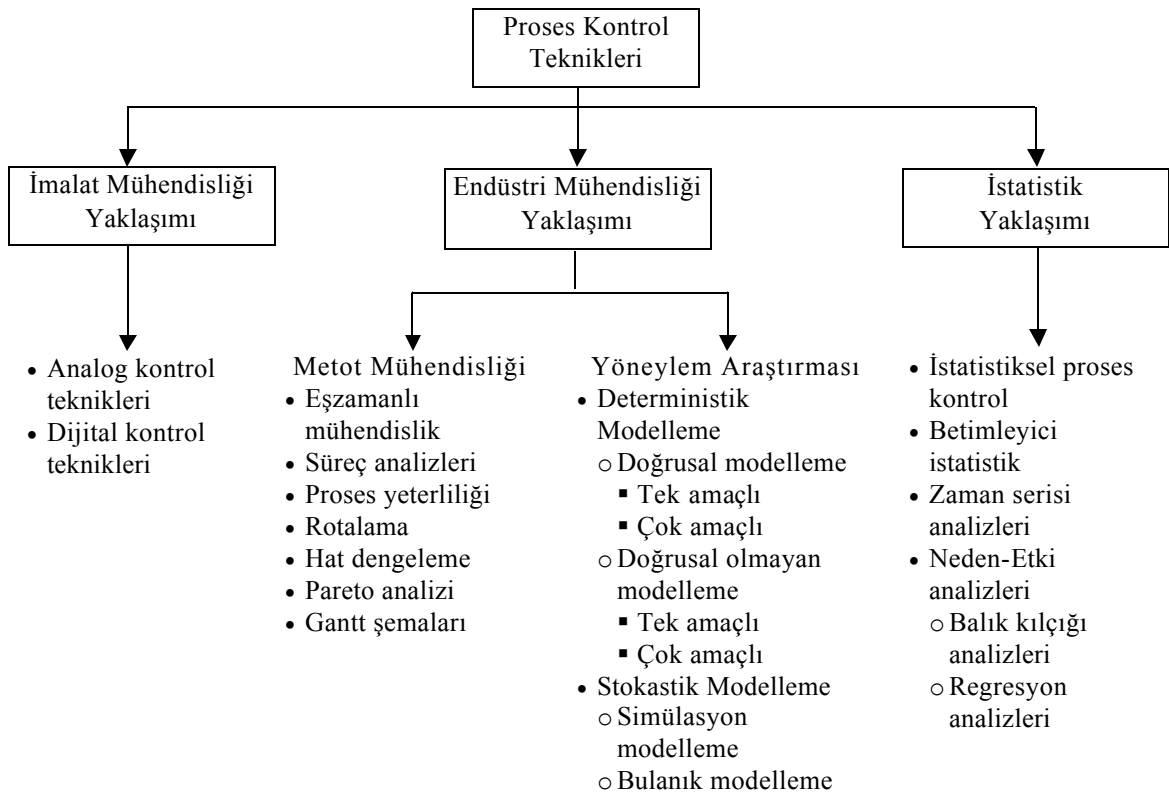 Proses Kontrol
Teknikleri
İmalat Mühendisliği
Yaklaşımı
Endüstri Mühendisliği
Yaklaşımı
İstatistik
Yaklaşımı
• Analog kontrol
teknikleri
• Dijital kontrol
teknikleri
Metot Mühendisliği
• Eşzamanlı
mühendislik
• Süreç analizleri
• Proses yeterliliği
• Rotalama
• Hat dengeleme
• Pareto analizi
• Gantt şemaları
Yöneylem Araştırması
• Deterministik
Modelleme
o Doğrusal modelleme
▪ Tek amaçlı
▪ Çok amaçlı
o Doğrusal olmayan
modelleme
▪ Tek amaçlı
▪ Çok amaçlı
• Stokastik Modelleme
o Simülasyon
modelleme
o Bulanık modelleme
• İstatistiksel proses
kontrol
• Betimleyici
istatistik
• Zaman serisi
analizleri
• Neden-Etki
analizleri
o Balık kılçığı
analizleri
o Regresyon
analizleri